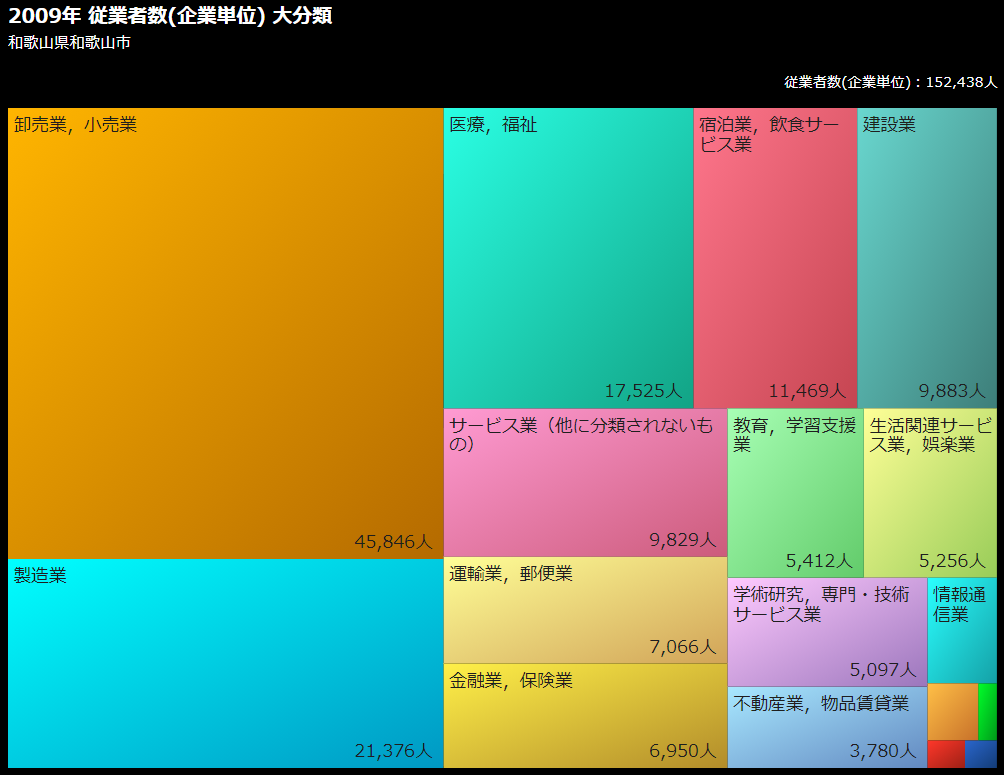 2009年 従業者数(企業単位) 大分類
和歌山県和歌山市
従業者数(企業単位)：152,438人
卸売業，小売業
45,846人
製造業
21,376人
医療，福祉
17,525人
宿泊業，飲食サー
ビス業
11,469人
建設業
9,883人
サービス業（他に分類されないも
の）
9,829人
運輸業，郵便業
7,066人
金融業，保険業
6,950人
教育，学習支援
業
5,412人
生活関連サービ
ス業，娯楽業
5,256人
学術研究，専門・技術
サービス業
5,097人
不動産業，物品賃貸業
3,780人
情報通
信業